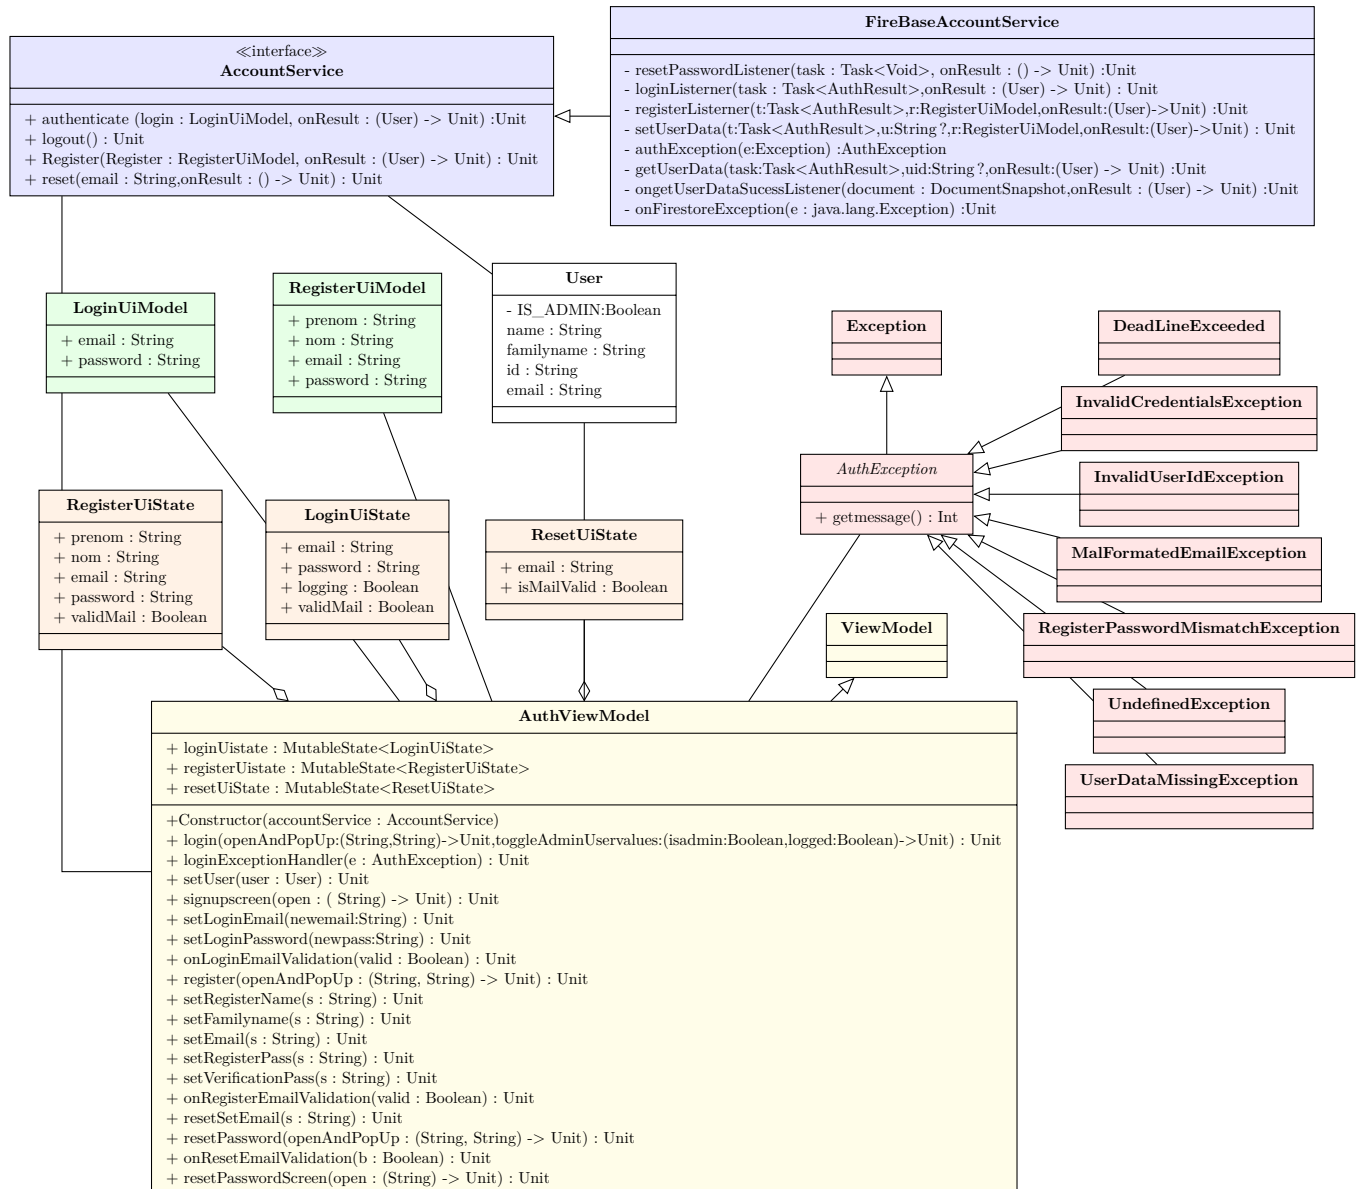 ≪interface≫
AccountService
+ authenticate (login : LoginUiModel, onResult : (User) -> Unit) :Unit
+ logout() : Unit
+ Register(Register : RegisterUiModel, onResult : (User) -> Unit) : Unit
+ reset(email : String,onResult : () -> Unit) : Unit
FireBaseAccountService
- resetPasswordListener(task : Task<Void>, onResult : () -> Unit) :Unit
- loginListerner(task : Task<AuthResult>,onResult : (User) -> Unit) : Unit
- registerListerner(t:Task<AuthResult>,r:RegisterUiModel,onResult:(User)->Unit) :Unit
- setUserData(t:Task<AuthResult>,u:String?,r:RegisterUiModel,onResult:(User)->Unit) : Unit
- authException(e:Exception) :AuthException
- getUserData(task:Task<AuthResult>,uid:String?,onResult:(User) -> Unit) :Unit
- ongetUserDataSucessListener(document : DocumentSnapshot,onResult : (User) -> Unit) :Unit
- onFirestoreException(e : java.lang.Exception) :Unit
LoginUiModel
+ email : String
+ password : String
RegisterUiModel
+ prenom : String
+ nom : String
+ email : String
+ password : String
User
- IS_ADMIN:Boolean
name : String
familyname : String
id : String
email : String
Exception
DeadLineExceeded
InvalidCredentialsException
AuthException
+ getmessage() : Int
InvalidUserIdException
MalFormatedEmailException
RegisterPasswordMismatchException
UndefinedException
UserDataMissingException
RegisterUiState
+ prenom : String
+ nom : String
+ email : String
+ password : String
+ validMail : Boolean
LoginUiState
+ email : String
+ password : String
+ logging : Boolean
+ validMail : Boolean
ResetUiState
+ email : String
+ isMailValid : Boolean
ViewModel
AuthViewModel
+ loginUistate : MutableState<LoginUiState>
+ registerUistate : MutableState<RegisterUiState>
+ resetUiState : MutableState<ResetUiState>
+Constructor(accountService : AccountService)
+ login(openAndPopUp:(String,String)->Unit,toggleAdminUservalues:(isadmin:Boolean,logged:Boolean)->Unit) : Unit
+ loginExceptionHandler(e : AuthException) : Unit
+ setUser(user : User) : Unit
+ signupscreen(open : ( String) -> Unit) : Unit
+ setLoginEmail(newemail:String) : Unit
+ setLoginPassword(newpass:String) : Unit
+ onLoginEmailValidation(valid : Boolean) : Unit
+ register(openAndPopUp : (String, String) -> Unit) : Unit
+ setRegisterName(s : String) : Unit
+ setFamilyname(s : String) : Unit
+ setEmail(s : String) : Unit
+ setRegisterPass(s : String) : Unit
+ setVerificationPass(s : String) : Unit
+ onRegisterEmailValidation(valid : Boolean) : Unit
+ resetSetEmail(s : String) : Unit
+ resetPassword(openAndPopUp : (String, String) -> Unit) : Unit
+ onResetEmailValidation(b : Boolean) : Unit
+ resetPasswordScreen(open : (String) -> Unit) : Unit